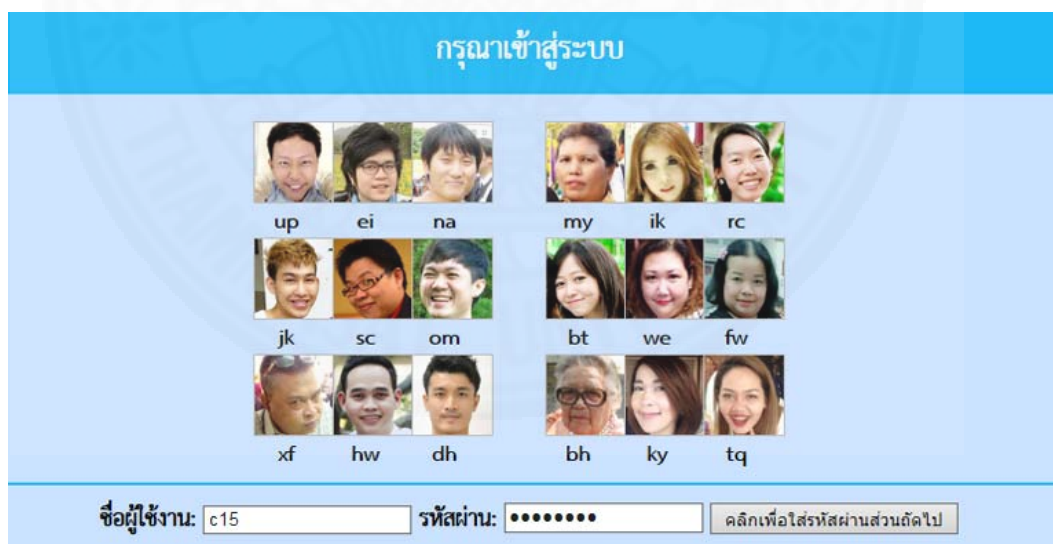 กรุณาเข้าสู่ระบบ
up ei na my ik rc
jk sc om bt we fw
xf hw dh bh ky tq
ชื่อผู้ใช้งาน: c15 รหัสผ่าน: •••••••• คลิกเพื่อใส่รหัสผ่านส่วนถัดไป